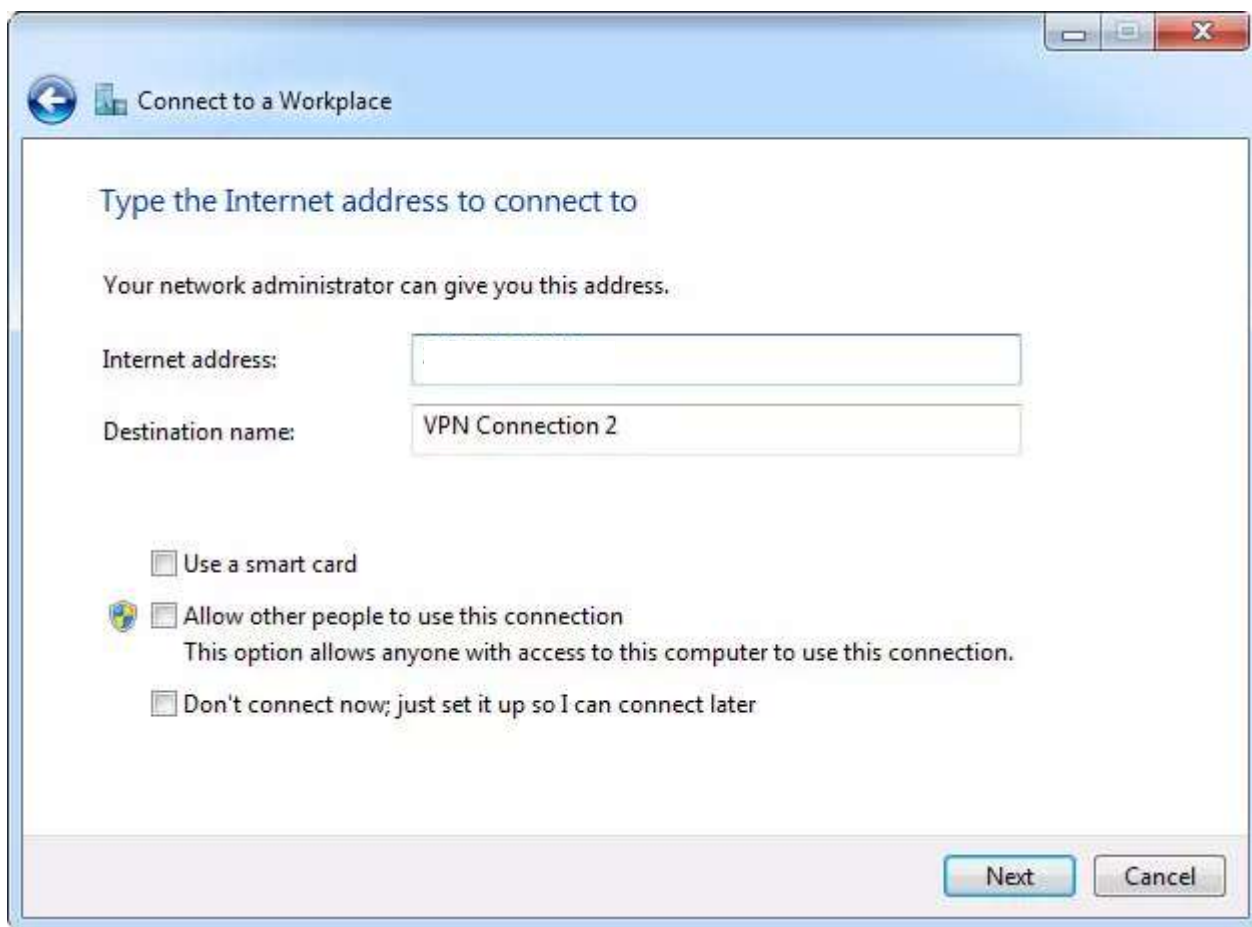 Connect to a Workplace
Type the Internet address to connect to
Your network administrator can give you this address.
Internet address:
Destination name: VPN Connection 2
Use a smart card
Allow other people to use this connection
This option allows anyone with access to this computer to use this connection.
Don't connect now; just set it up so I can connect later
Next Cancel